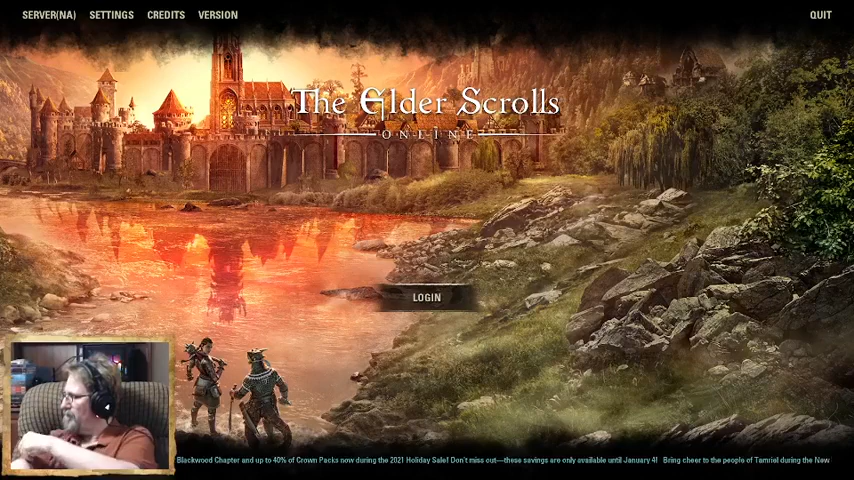 SERVER(NA) SETTINGS CREDITS VERSION QUIT
The Elder Scrolls
ONLINE
LOGIN
Blackwood Chapter and up to 40% of Crown Packs now during the 2021 Holiday Sale! Don't miss out—these savings are only available until January 4! Bring cheer to the people of Tamriel during the New